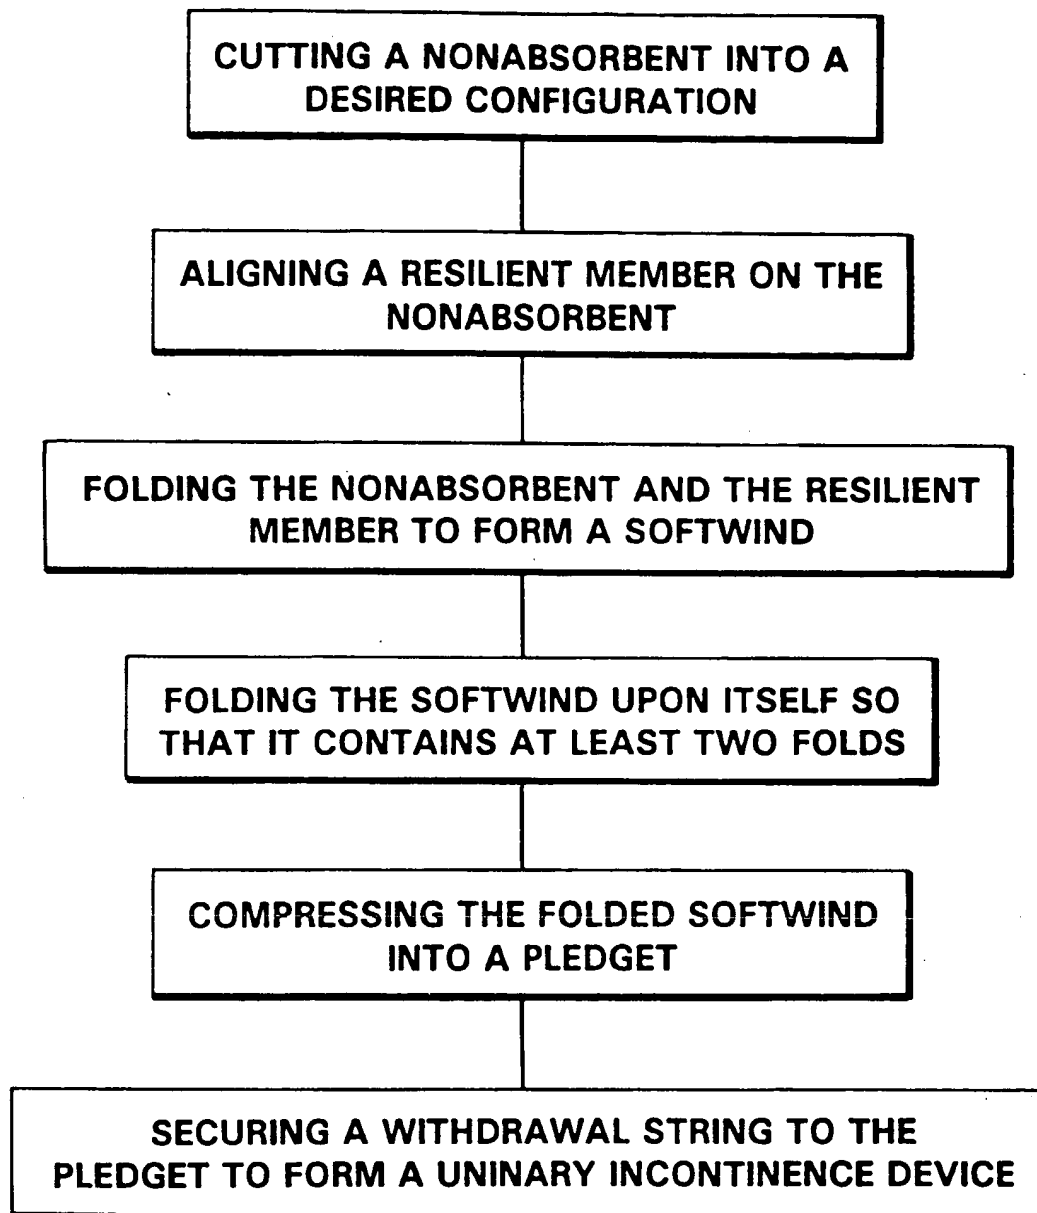 CUTTING A NONABSORBENT INTO A
DESIRED CONFIGURATION
ALIGNING A RESILIENT MEMBER ON THE
NONABSORBENT
FOLDING THE NONABSORBENT AND THE RESILIENT
MEMBER TO FORM A SOFTWIND
FOLDING THE SOFTWIND UPON ITSELF SO
THAT IT CONTAINS AT LEAST TWO FOLDS
COMPRESSING THE FOLDED SOFTWIND
INTO A PLEDGET
SECURING A WITHDRAWAL STRING TO THE
PLEDGET TO FORM A UNINARY INCONTINENCE DEVICE